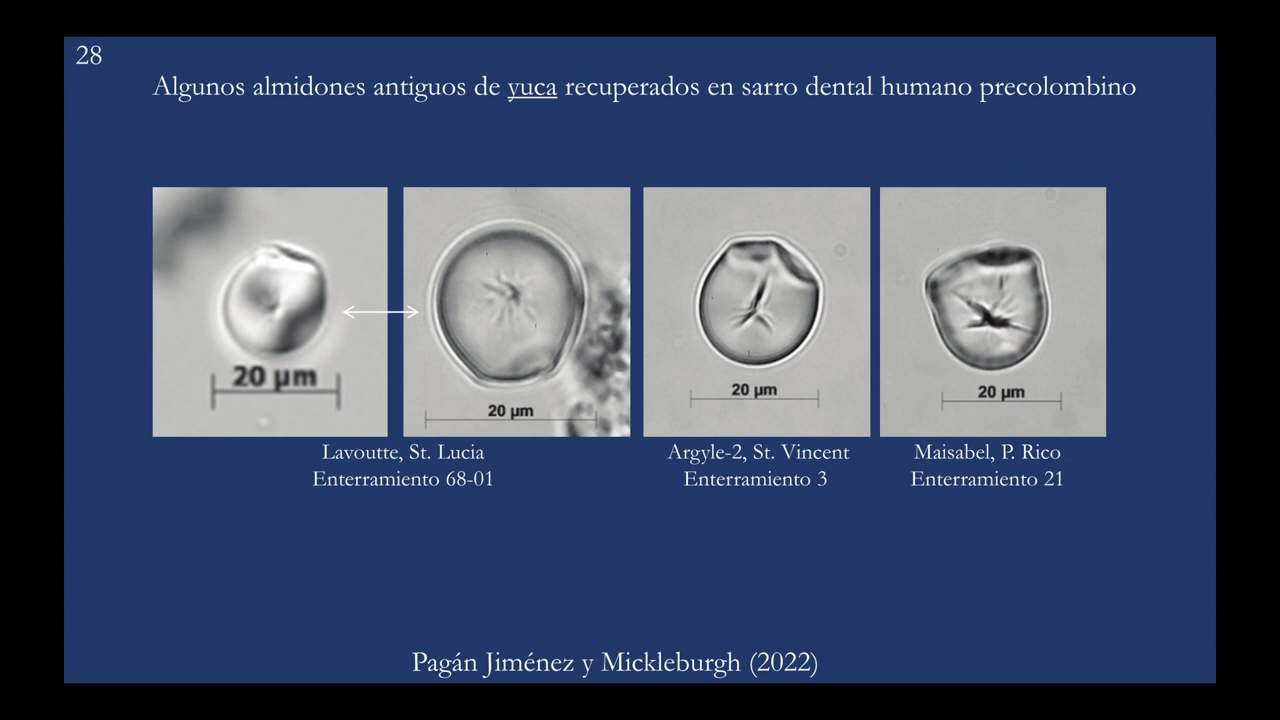 28
Algunos almidones antiguos de yuca recuperados en sarro dental humano precolombino
20 µm
20 µm
20 µm
20 µm
Lavoutte, St. Lucia
Enterramiento 68-01
Argyle-2, St. Vincent
Enterramiento 3
Maisabel, P. Rico
Enterramiento 21
Pagán Jiménez y Mickleburgh (2022)